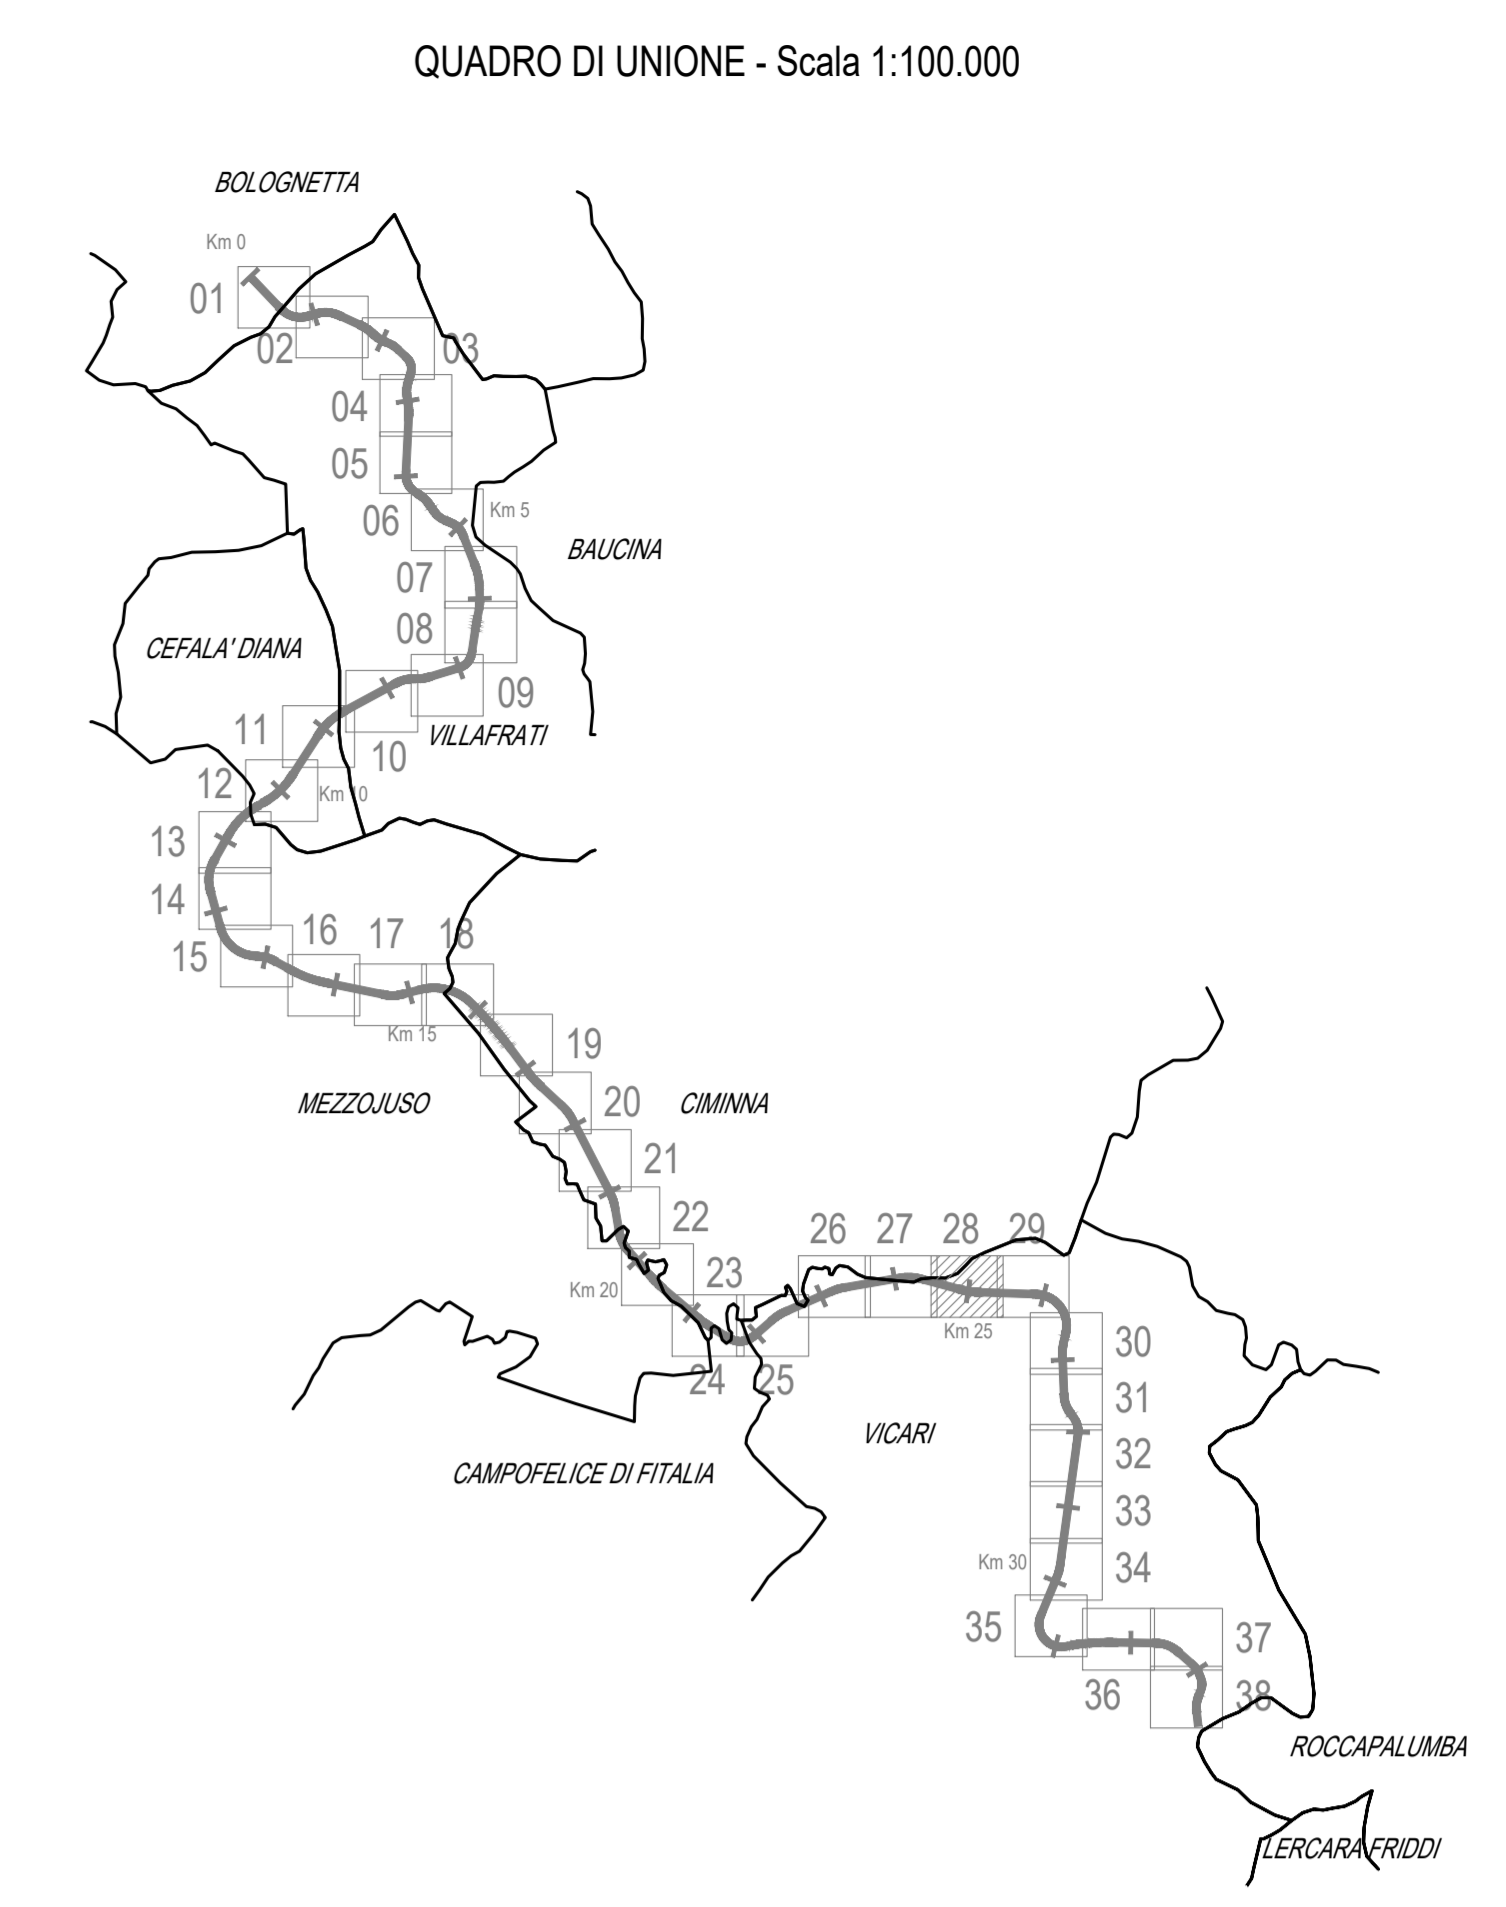 QUADRO DI UNIONE - Scala 1:100.000
BOLOGNETTA
Km 0
01
02
03
04
05
06
Km 5
BAUCINA
07
08
CEFALA' DIANA
09
VILLAFRATI
10
11
12
Km 10
13
14
15
16
17
18
Km 15
19
MEZZOJUSO
CIMINNA
20
21
22
Km 20
23
24
25
26
27
28
29
Km 25
30
31
VICARI
32
CAMPOFELICE DI FITALIA
33
Km 30
34
35
36
37
38
ROCCAPALUMBA
LERCARA FRIDDI